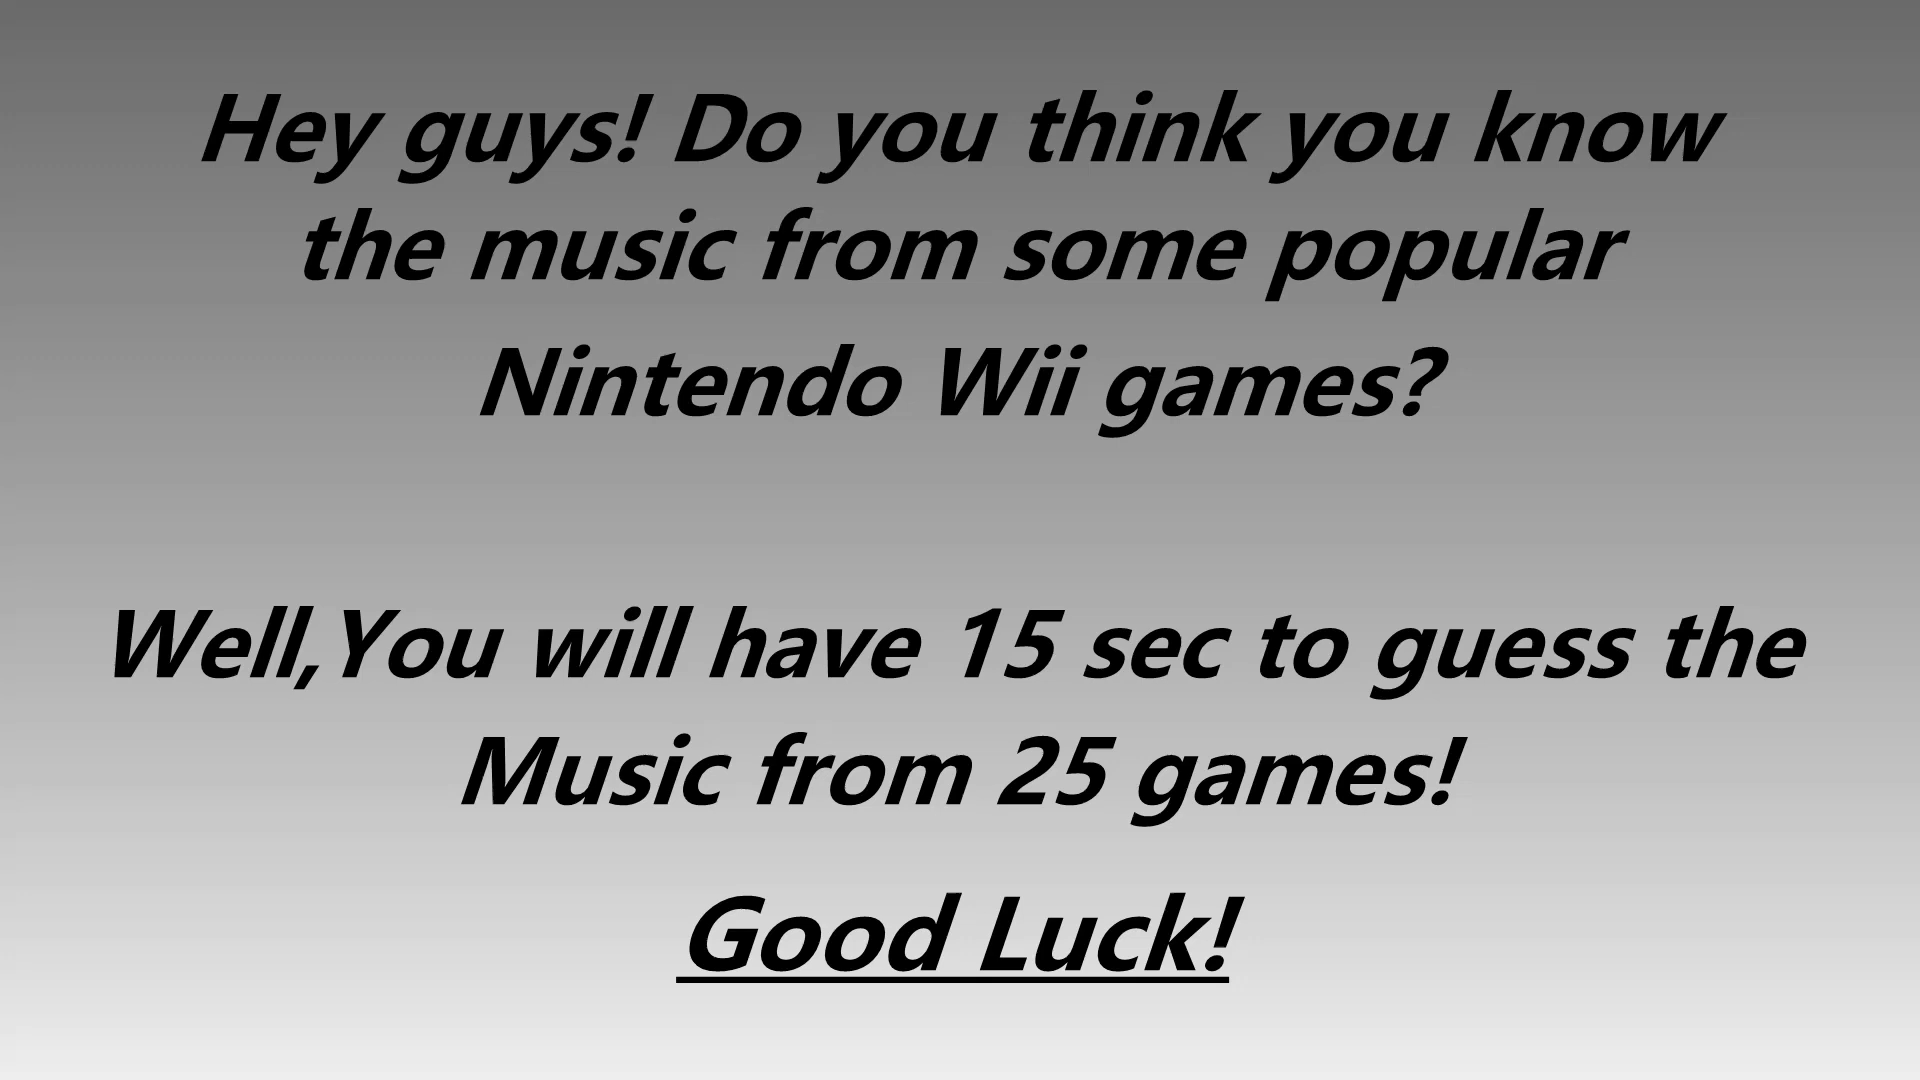 Hey guys! Do you think you know
the music from some popular
Nintendo Wii games?
Well,You will have 15 sec to guess the
Music from 25 games!
Good Luck!